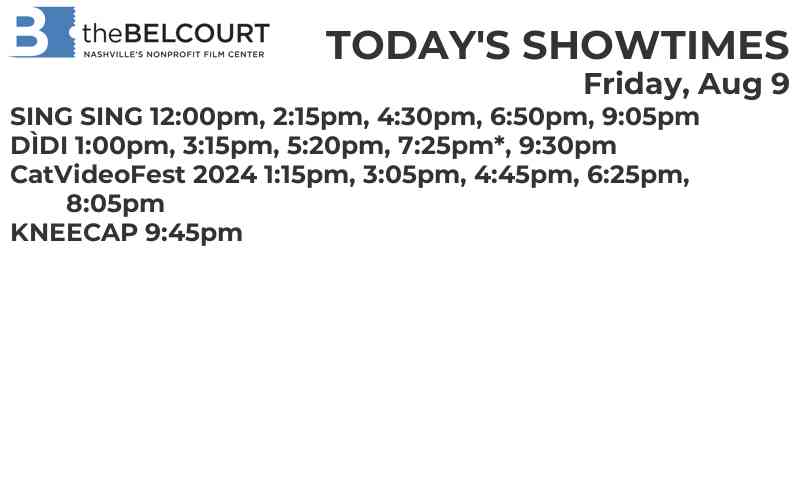 B theBELCOURT
NASHVILLE'S NONPROFIT FILM CENTER
TODAY'S SHOWTIMES
Friday, Aug 9
SING SING 12:00pm, 2:15pm, 4:30pm, 6:50pm, 9:05pm
DÌDI 1:00pm, 3:15pm, 5:20pm, 7:25pm*, 9:30pm
CatVideoFest 2024 1:15pm, 3:05pm, 4:45pm, 6:25pm,
8:05pm
KNEECAP 9:45pm